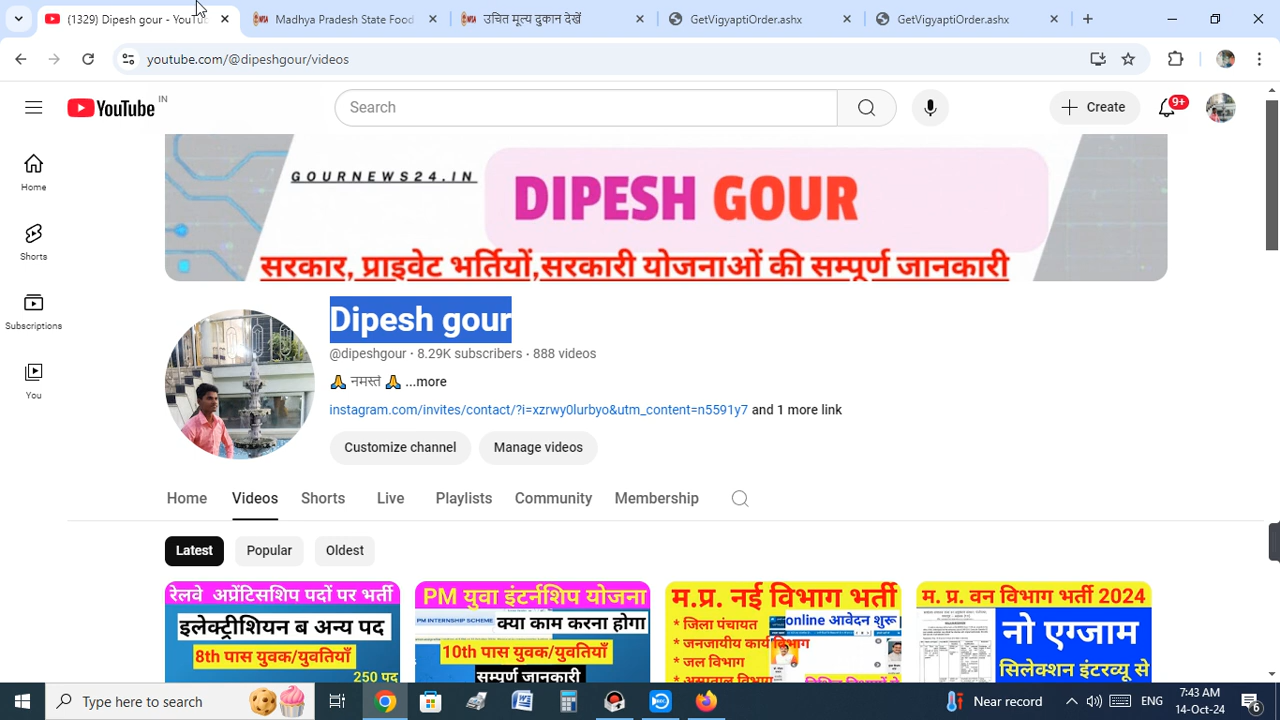 (1329) Dipesh gour - YouTu
Madhya Pradesh State Food
उचित मूल्य दुकान देखें
GetVigyaptiOrder.ashx
GetVigyaptiOrder.ashx
youtube.com/@dipeshgour/videos
YouTube IN
Search
Create
9+
GOURNEWS24.IN
DIPESH GOUR
सरकार, प्राइवेट भर्तियों,सरकारी योजनाओं की सम्पूर्ण जानकारी
Home
Shorts
Subscriptions
You
Dipesh gour
@dipeshgour • 8.29K subscribers • 888 videos
🙏 नमस्ते 🙏 ...more
instagram.com/invites/contact/?i=xzrwy0lurbyo&utm_content=n5591y7 and 1 more link
Customize channel
Manage videos
Home Videos Shorts Live Playlists Community Membership
Latest Popular Oldest
रेलवे अप्रेंटिसशिप पदों पर भर्ती
इलेक्ट्रीशियन ब अन्य पद
8th पास युवक/युवतियाँ
250 पद
PM युवा इंटर्नशिप योजना
PM INTERNSHIP SCHEME
क्या काम करना होगा
10th पास युवक/युवतियाँ
सम्पूर्ण जानकारी
म.प्र. नई विभाग भर्ती
* जिला पंचायत
online आवेदन शुरू
* जनजायीय कार्य विभाग
* जल विभाग
* अस्पताल विभाग
म. प्र. वन विभाग भर्ती 2024
नो एग्जाम
सिलेक्शन इंटरव्यू से
Type here to search
Near record
ENG
7:43 AM
14-Oct-24
6